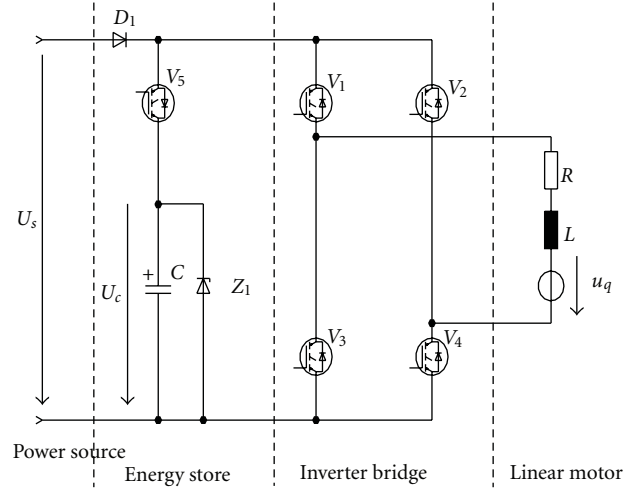 D1
V5
V1
V2
R
Us
L
+ C
Uc
Z1
uq
V3
V4
Power source
Energy store
Inverter bridge
Linear motor